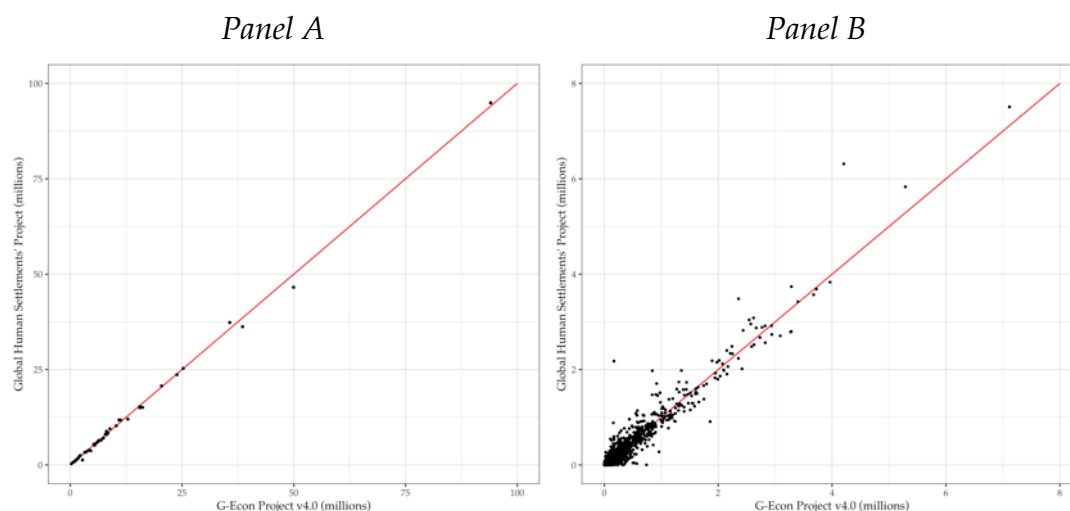 Panel A
Panel B
100
75
50
25
0
Global Human Settlements' Project (millions)
0 25 50 75 100
G-Econ Project v4.0 (millions)
8
6
4
2
0
Global Human Settlements' Project (millions)
0 2 4 6 8
G-Econ Project v4.0 (millions)